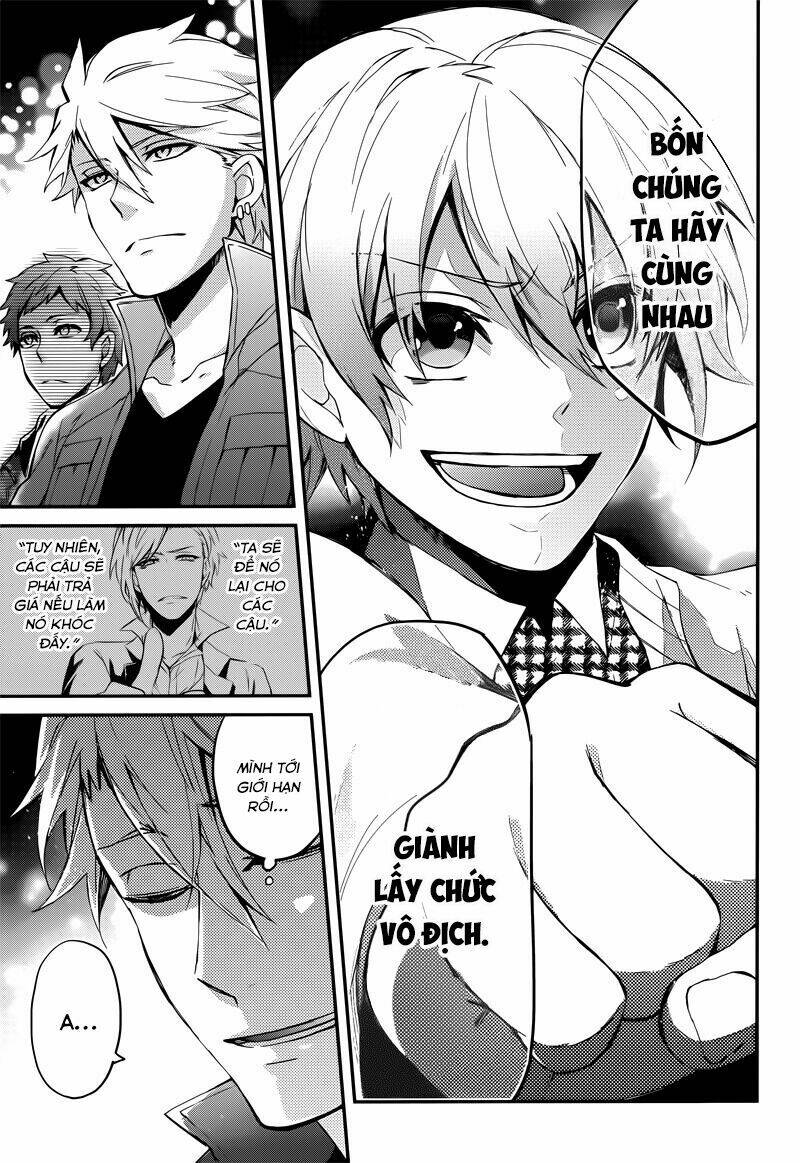 BỐN
CHÚNG
TA HÃY
CÙNG
NHAU
GIÀNH
LẤY CHỨC
VÔ ĐỊCH.
"TA SẼ
ĐỂ NÓ
LẠI CHO
CÁC
CẬU."
"TUY NHIÊN,
CÁC CẬU SẼ
PHẢI TRẢ
GIÁ NẾU LÀM
NÓ KHÓC
ĐẤY."
MÌNH TỚI
GIỚI HẠN
RỒI...
A...